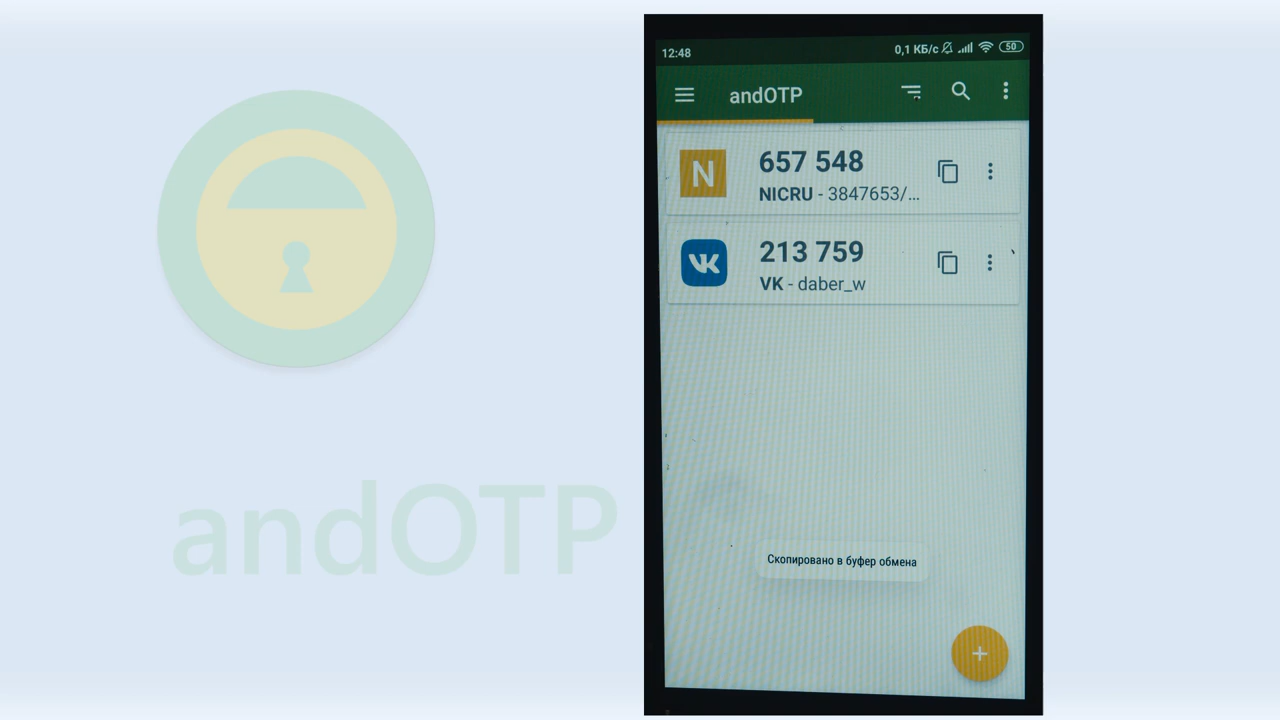 andOTP
12:48 0,1 КБ/с 50
andOTP
N
657 548
NICRU - 3847653/...
VK
213 759
VK - daber_w
Скопировано в буфер обмена